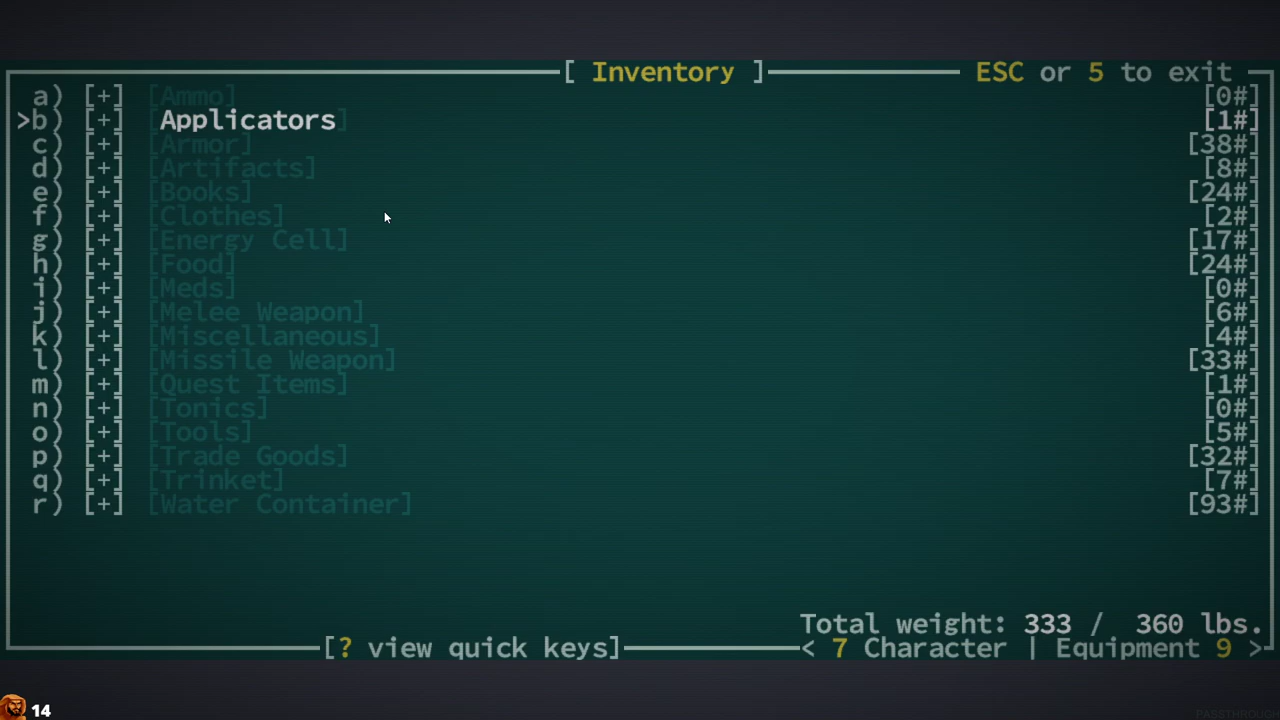 [ Inventory ] ESC or 5 to exit
a) [+] [Ammo] [0#]
>b) [+] [Applicators] [1#]
c) [+] [Armor] [38#]
d) [+] [Artifacts] [8#]
e) [+] [Books] [24#]
f) [+] [Clothes] [2#]
g) [+] [Energy Cell] [17#]
h) [+] [Food] [24#]
i) [+] [Meds] [0#]
j) [+] [Melee Weapon] [6#]
k) [+] [Miscellaneous] [4#]
l) [+] [Missile Weapon] [33#]
m) [+] [Quest Items] [1#]
n) [+] [Tonics] [0#]
o) [+] [Tools] [5#]
p) [+] [Trade Goods] [32#]
q) [+] [Trinket] [7#]
r) [+] [Water Container] [93#]
Total weight: 333 / 360 lbs.
[? view quick keys] < 7 Character | Equipment 9 >
14